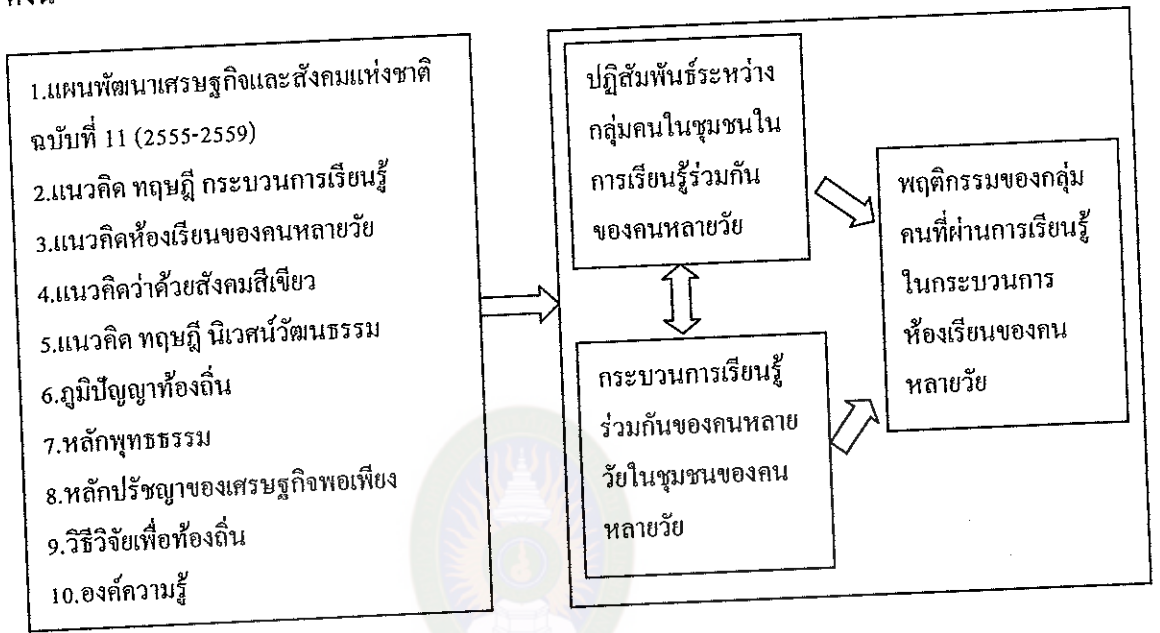 1.แผนพัฒนาเศรษฐกิจและสังคมแห่งชาติ
ฉบับที่ 11 (2555-2559)
2.แนวคิด ทฤษฎี กระบวนการเรียนรู้
3.แนวคิดห้องเรียนของคนหลายวัย
4.แนวคิดว่าด้วยสังคมสีเขียว
5.แนวคิด ทฤษฎี นิเวศน์วัฒนธรรม
6.ภูมิปัญญาท้องถิ่น
7.หลักพุทธธรรม
8.หลักปรัชญาของเศรษฐกิจพอเพียง
9.วิธีวิจัยเพื่อท้องถิ่น
10.องค์ความรู้
ปฏิสัมพันธ์ระหว่าง
กลุ่มคนในชุมชนใน
การเรียนรู้ร่วมกัน
ของคนหลายวัย
กระบวนการเรียนรู้
ร่วมกันของคนหลาย
วัยในชุมชนของคน
หลายวัย
พฤติกรรมของกลุ่ม
คนที่ผ่านการเรียนรู้
ในกระบวนการ
ห้องเรียนของคน
หลายวัย